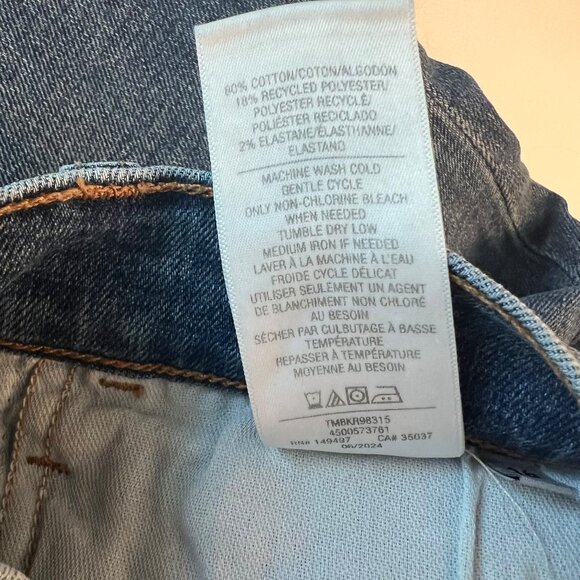 80% COTTON/COTON/ALGODON
18% RECYCLED POLYESTER/
POLYESTER RECYCLÉ/
POLIÉSTER RECICLADO
2% ELASTANE/ÉLASTHANNE/
ELASTANO
MACHINE WASH COLD
GENTLE CYCLE
ONLY NON-CHLORINE BLEACH
WHEN NEEDED
TUMBLE DRY LOW
MEDIUM IRON IF NEEDED
LAVER À LA MACHINE À L'EAU
FROIDE CYCLE DÉLICAT
UTILISER SEULEMENT UN AGENT
DE BLANCHIMENT NON CHLORÉ
AU BESOIN
SÉCHER PAR CULBUTAGE À BASSE
TEMPÉRATURE
REPASSER À TEMPÉRATURE
MOYENNE AU BESOIN
TMBKR98315
4500573761
RN# 149497 CA# 35037
06/2024